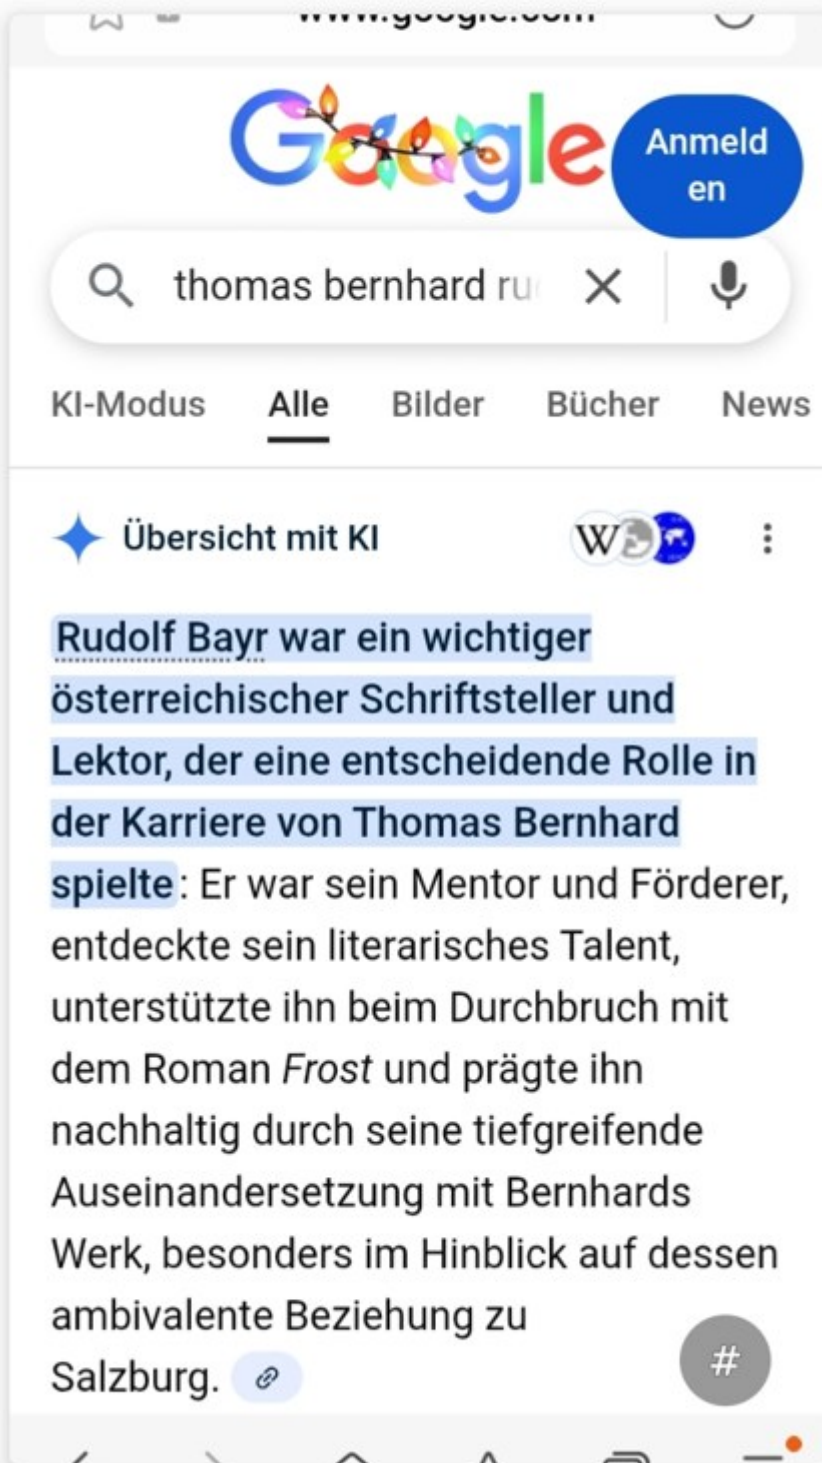 www.google.com
Google
Anmeld
en
thomas bernhard ru
KI-Modus Alle Bilder Bücher News
Übersicht mit KI
W
Rudolf Bayr war ein wichtiger
österreichischer Schriftsteller und
Lektor, der eine entscheidende Rolle in
der Karriere von Thomas Bernhard
spielte: Er war sein Mentor und Förderer,
entdeckte sein literarisches Talent,
unterstützte ihn beim Durchbruch mit
dem Roman Frost und prägte ihn
nachhaltig durch seine tiefgreifende
Auseinandersetzung mit Bernhards
Werk, besonders im Hinblick auf dessen
ambivalente Beziehung zu
Salzburg.
#